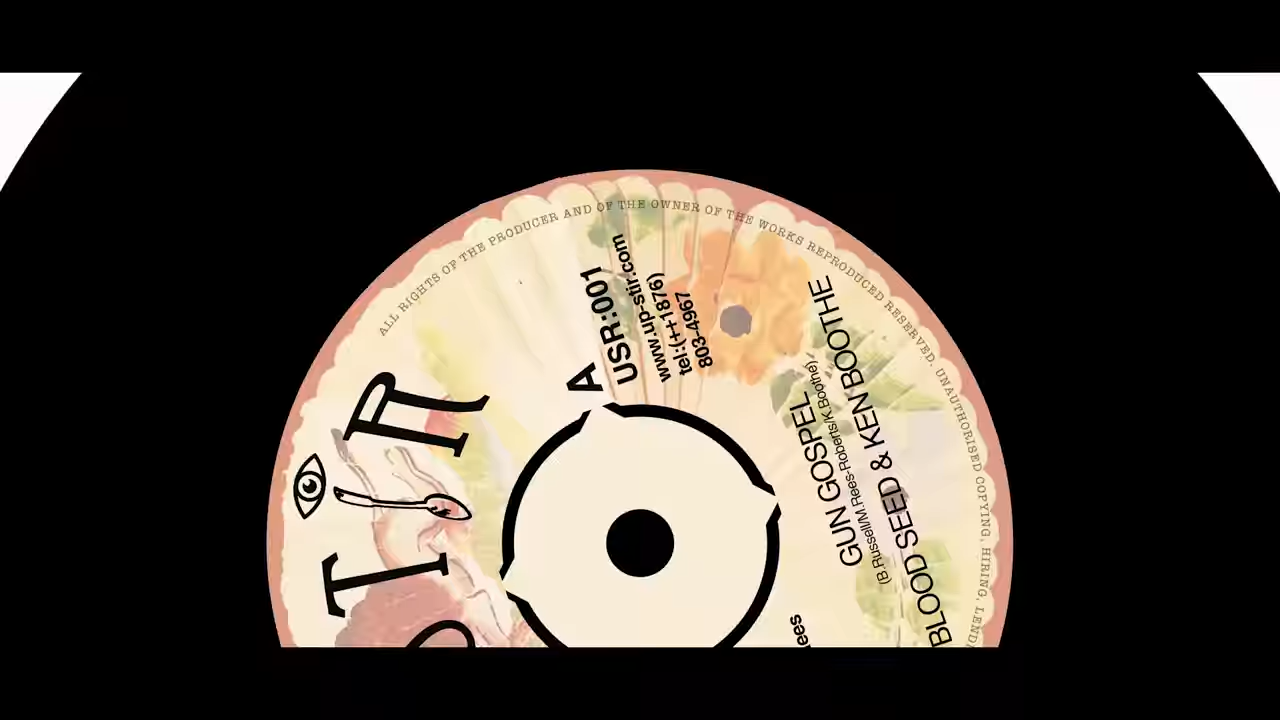 ALL RIGHTS OF THE PRODUCER AND OF THE OWNER OF THE WORKS REPRODUCED RESERVED. UNAUTHORISED COPYING, HIRING, LEND
STIR
A
USR:001
www.up-stir.com
tel:(++1876)
803-4967
GUN GOSPEL
(B.Russell/M.Rees-Roberts/K.Boothe)
BLOOD SEED & KEN BOOTHE